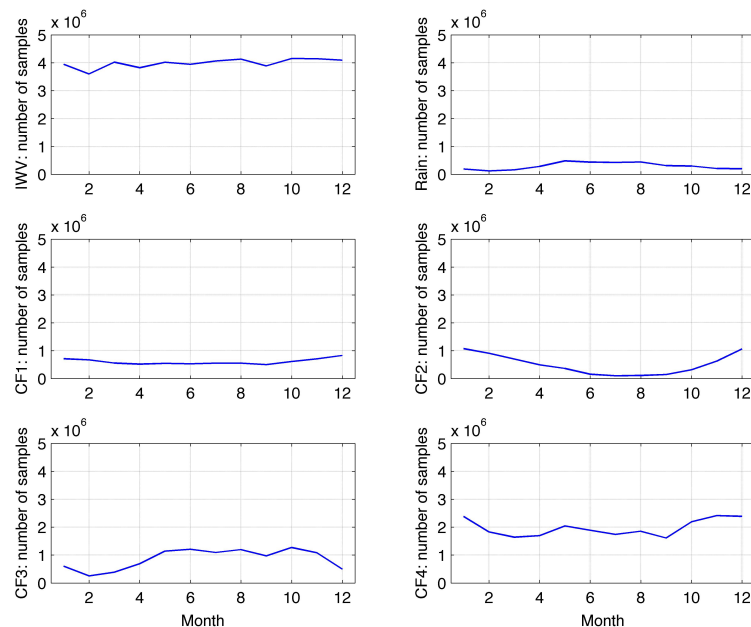 x 10^6
5
4
3
2
1
0
2 4 6 8 10 12
IWV: number of samples
x 10^6
5
4
3
2
1
0
2 4 6 8 10 12
Rain: number of samples
x 10^6
5
4
3
2
1
0
2 4 6 8 10 12
CF1: number of samples
x 10^6
5
4
3
2
1
0
2 4 6 8 10 12
CF2: number of samples
x 10^6
5
4
3
2
1
0
2 4 6 8 10 12
CF3: number of samples
Month
x 10^6
5
4
3
2
1
0
2 4 6 8 10 12
CF4: number of samples
Month